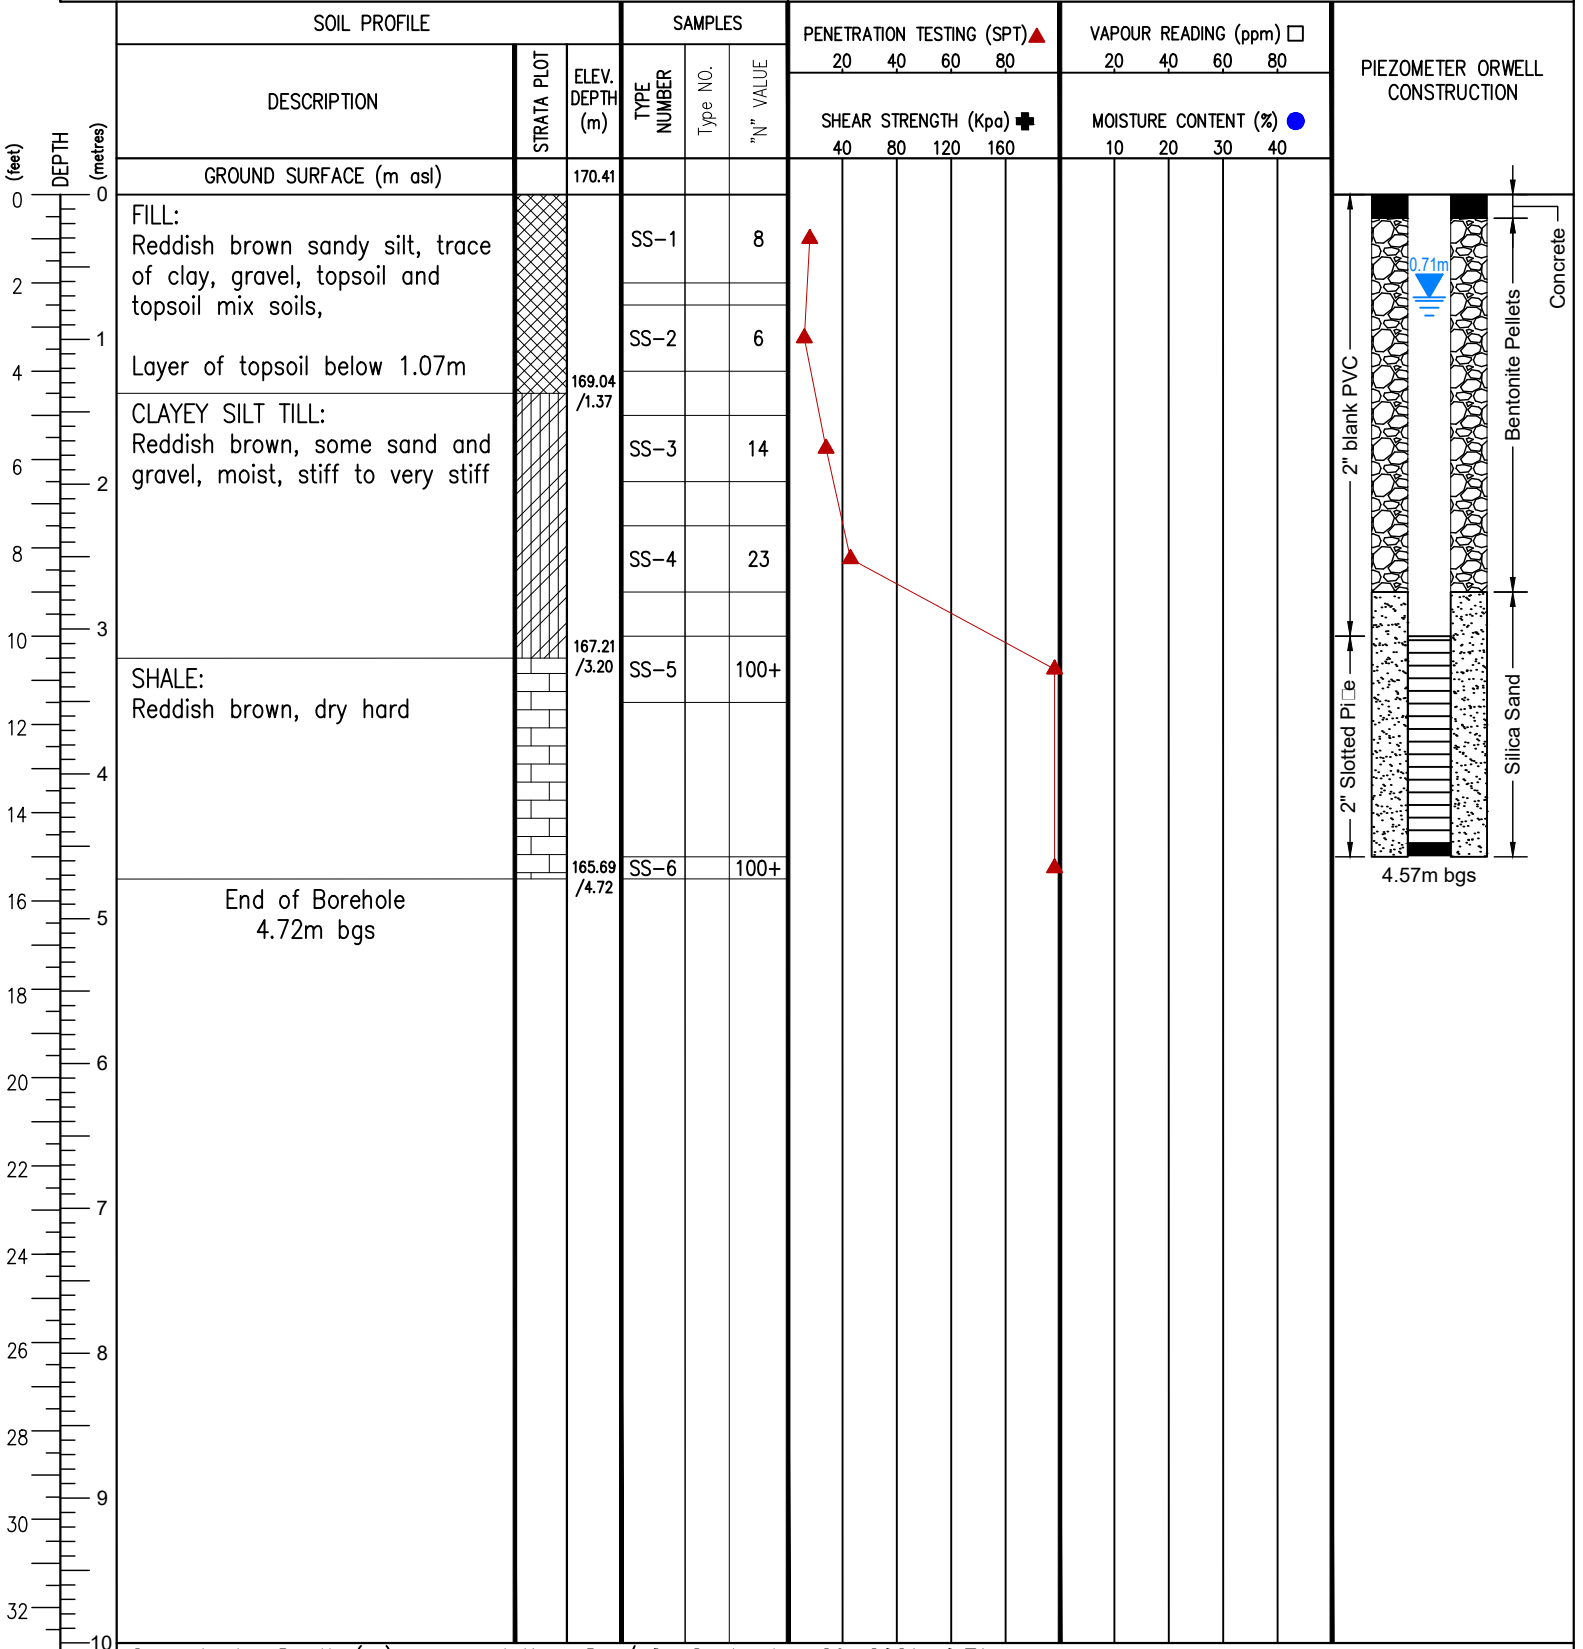 SOIL PROFILE
SAMPLES
PENETRATION TESTING (SPT)
20 40 60 80
SHEAR STRENGTH (Kpa)
40 80 120 160
VAPOUR READING (ppm)
20 40 60 80
MOISTURE CONTENT (%)
10 20 30 40
PIEZOMETER ORWELL
CONSTRUCTION
DESCRIPTION
STRATA PLOT
ELEV.
DEPTH
(m)
TYPE
NUMBER
Type NO.
"N" VALUE
(feet)
DEPTH
(metres)
GROUND SURFACE (m asl)
170.41
FILL:
Reddish brown sandy silt, trace
of clay, gravel, topsoil and
topsoil mix soils,
Layer of topsoil below 1.07m
169.04
/1.37
CLAYEY SILT TILL:
Reddish brown, some sand and
gravel, moist, stiff to very stiff
167.21
/3.20
SHALE:
Reddish brown, dry hard
165.69
/4.72
End of Borehole
4.72m bgs
SS-1 8
SS-2 6
SS-3 14
SS-4 23
SS-5 100+
SS-6 100+
0.71m
Concrete
Bentonite Pellets
2" blank PVC
2" Slotted Pi□e
Silica Sand
4.57m bgs
0
2
4
6
8
10
12
14
16
18
20
22
24
26
28
30
32
0
1
2
3
4
5
6
7
8
9
10